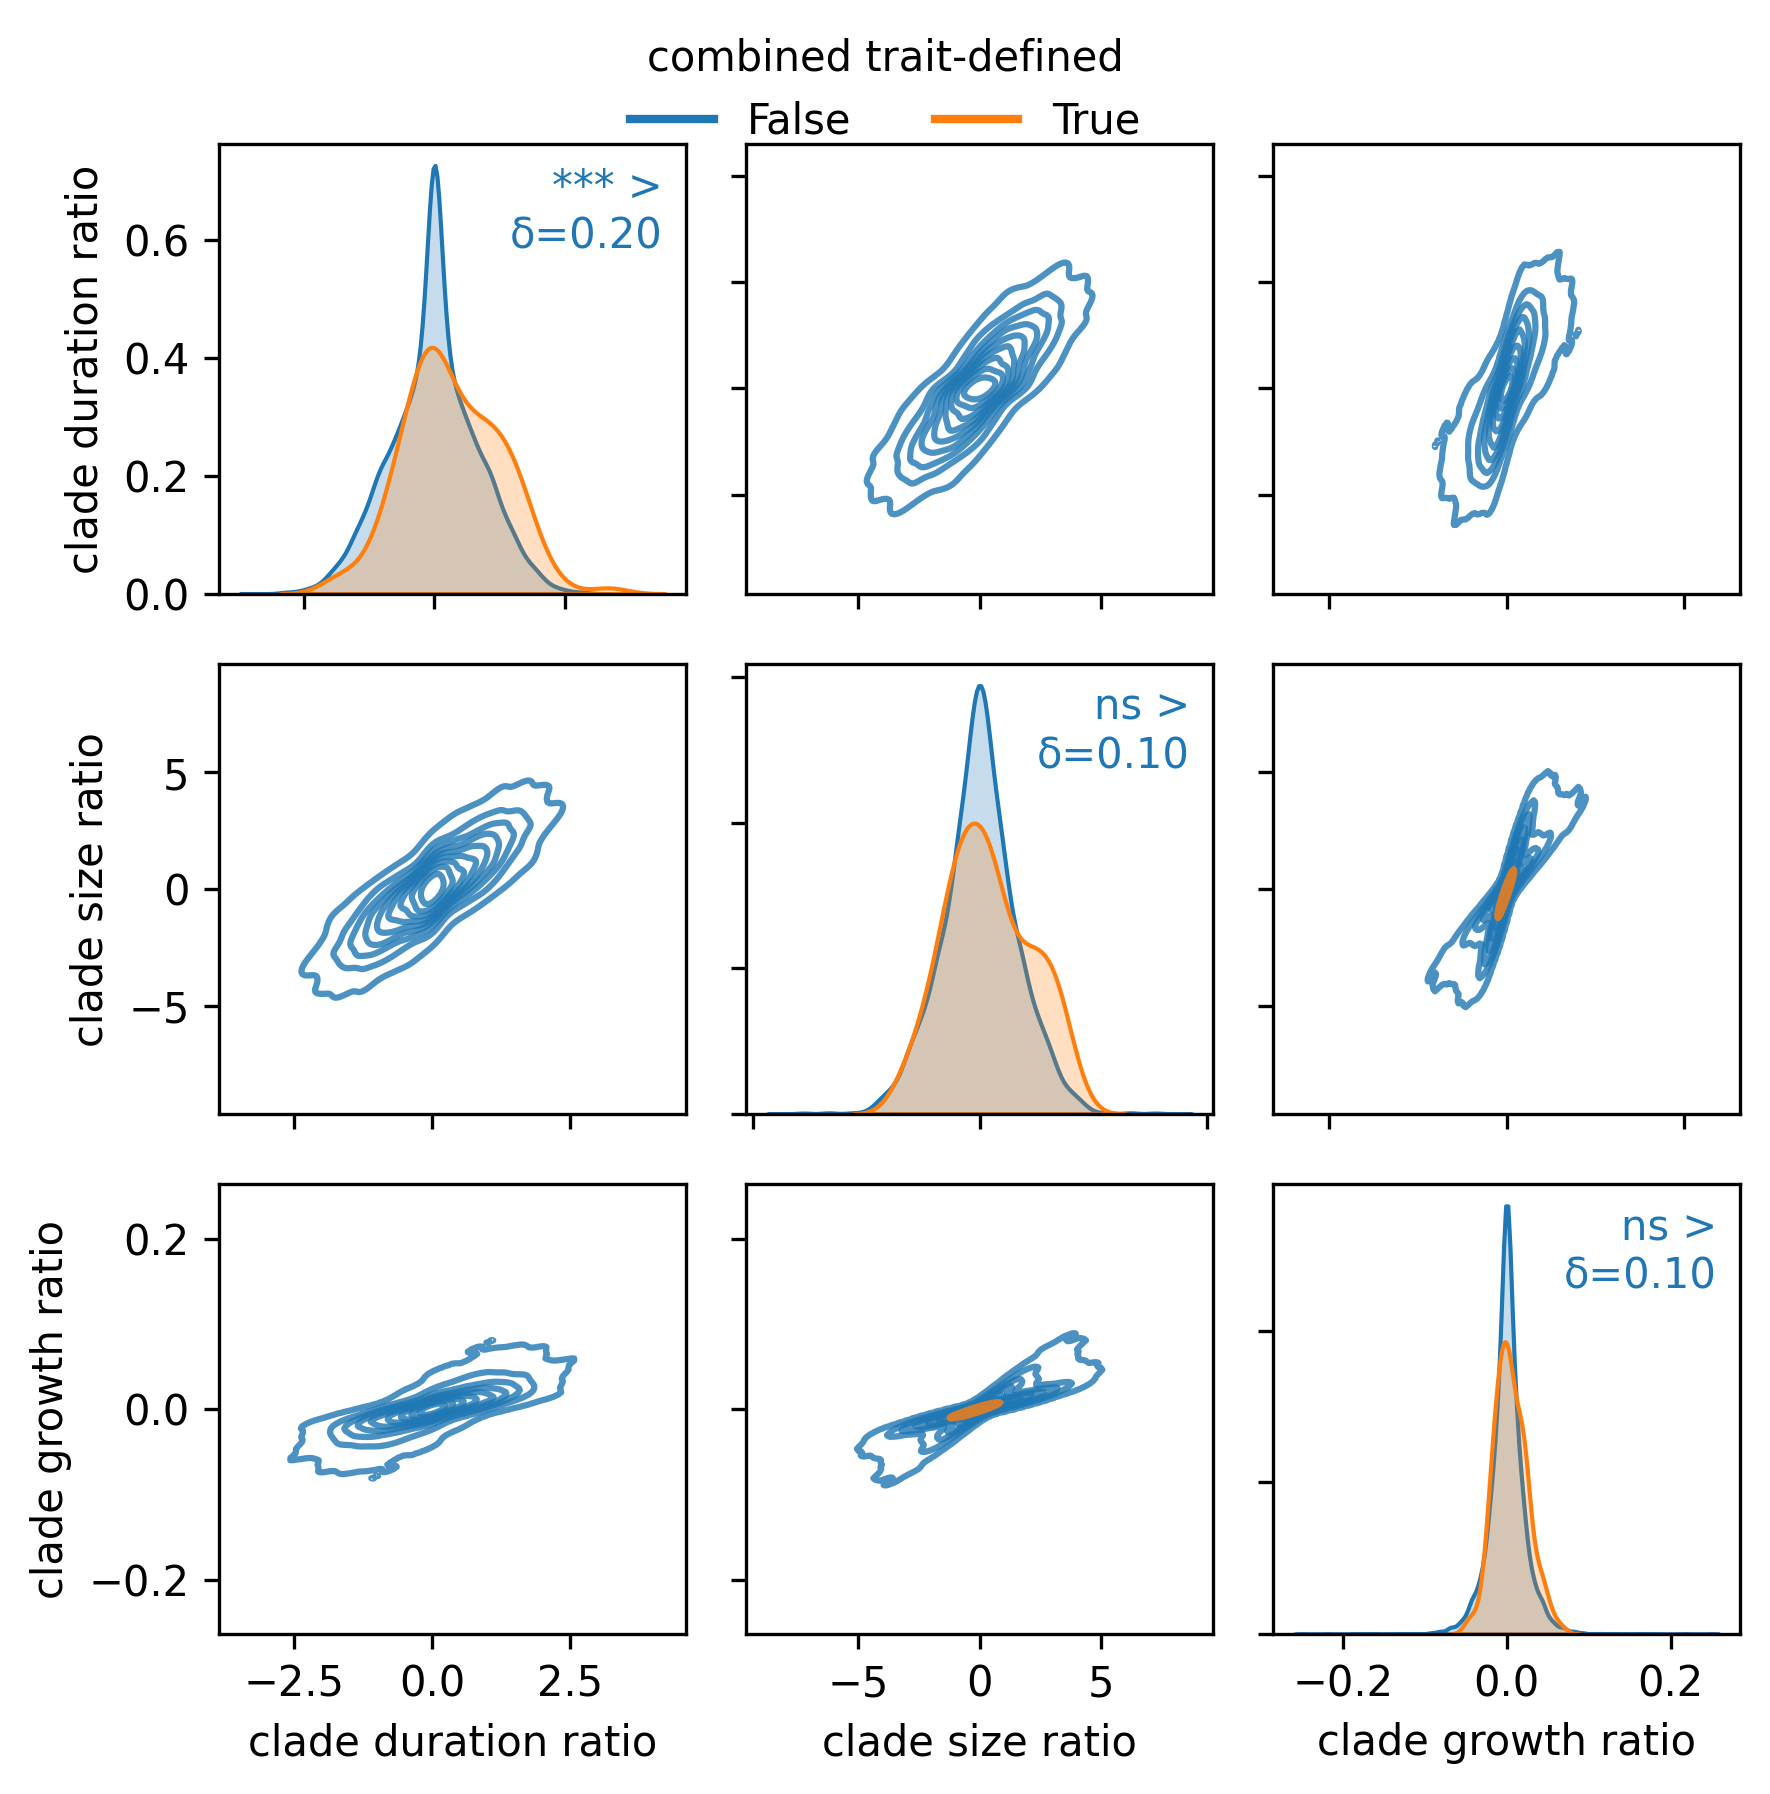 combined trait-defined
False True
clade duration ratio
0.6
0.4
0.2
0.0
*** >
δ=0.20
clade size ratio
5
0
−5
ns >
δ=0.10
clade growth ratio
0.2
0.0
−0.2
ns >
δ=0.10
−2.5 0.0 2.5
−5 0 5
−0.2 0.0 0.2
clade duration ratio
clade size ratio
clade growth ratio